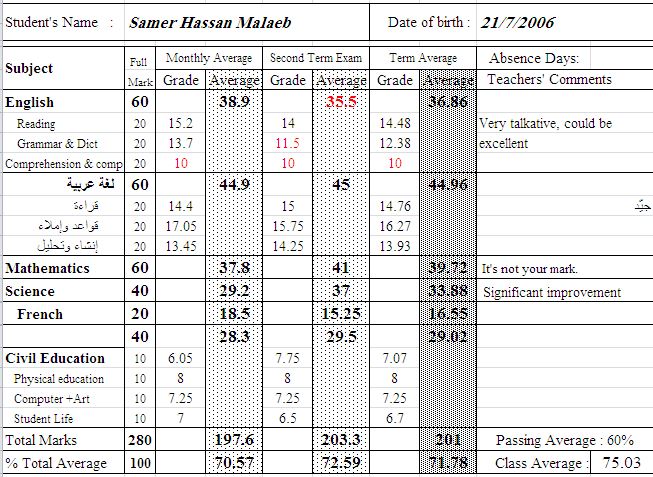 Student's Name : Samer Hassan Malaeb Date of birth : 21/7/2006
Subject Full Mark Monthly Average Second Term Exam Term Average Absence Days:
Grade Average Grade Average Grade Average Teachers' Comments
English 60 38.9 35.5 36.86
Reading 20 15.2 14 14.48 Very talkative, could be
Grammar & Dict 20 13.7 11.5 12.38 excellent
Comprehension & comp 20 10 10 10
لغة عربية 60 44.9 45 44.96
قراءة 20 14.4 15 14.76 جيّد
قواعد وإملاء 20 17.05 15.75 16.27
إنشاء وتحليل 20 13.45 14.25 13.93
Mathematics 60 37.8 41 39.72 It's not your mark.
Science 40 29.2 37 33.88 Significant improvement
French 20 18.5 15.25 16.55
40 28.3 29.5 29.02
Civil Education 10 6.05 7.75 7.07
Physical education 10 8 8 8
Computer +Art 10 7.25 7.25 7.25
Student Life 10 7 6.5 6.7
Total Marks 280 197.6 203.3 201 Passing Average : 60%
% Total Average 100 70.57 72.59 71.78 Class Average : 75.03